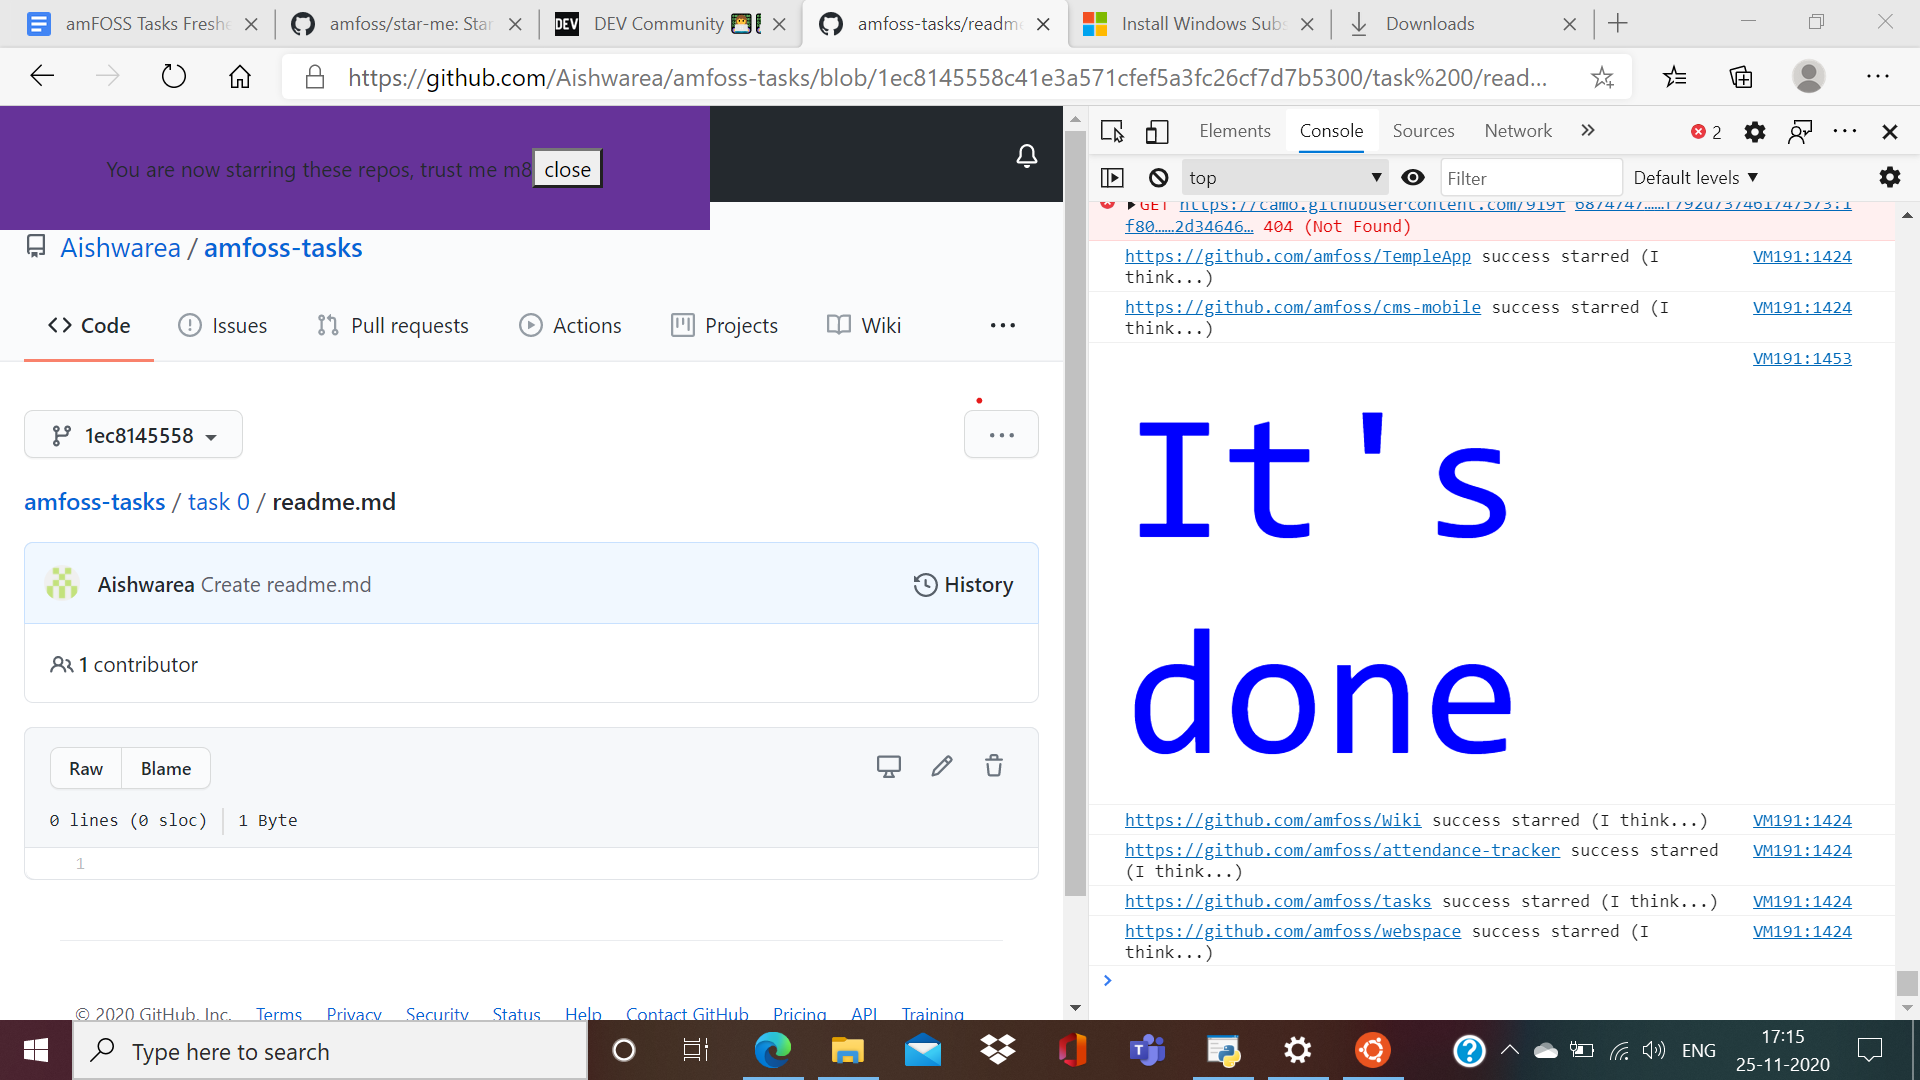 amFOSS Tasks Freshe
amfoss/star-me: Star
DEV Community
amfoss-tasks/readme
Install Windows Subs
Downloads
https://github.com/Aishwarea/amfoss-tasks/blob/1ec8145558c41e3a571cfef5a3fc26cf7d7b5300/task%200/read...
You are now starring these repos, trust me m8 close
Aishwarea / amfoss-tasks
Code Issues Pull requests Actions Projects Wiki
1ec8145558
amfoss-tasks / task 0 / readme.md
Aishwarea Create readme.md History
1 contributor
Raw Blame
0 lines (0 sloc) 1 Byte
1
© 2020 GitHub, Inc. Terms Privacy Security Status Help Contact GitHub Pricing API Training
Elements Console Sources Network 2
top Filter Default levels
GET https://camo.githubusercontent.com/919f
f80……2d34646… 404 (Not Found)
https://github.com/amfoss/TempleApp success starred (I VM191:1424
think...)
https://github.com/amfoss/cms-mobile success starred (I VM191:1424
think...)
VM191:1453
It's
done
https://github.com/amfoss/Wiki success starred (I think...) VM191:1424
https://github.com/amfoss/attendance-tracker success starred VM191:1424
(I think...)
https://github.com/amfoss/tasks success starred (I think...) VM191:1424
https://github.com/amfoss/webspace success starred (I VM191:1424
think...)
Type here to search
ENG
17:15
25-11-2020